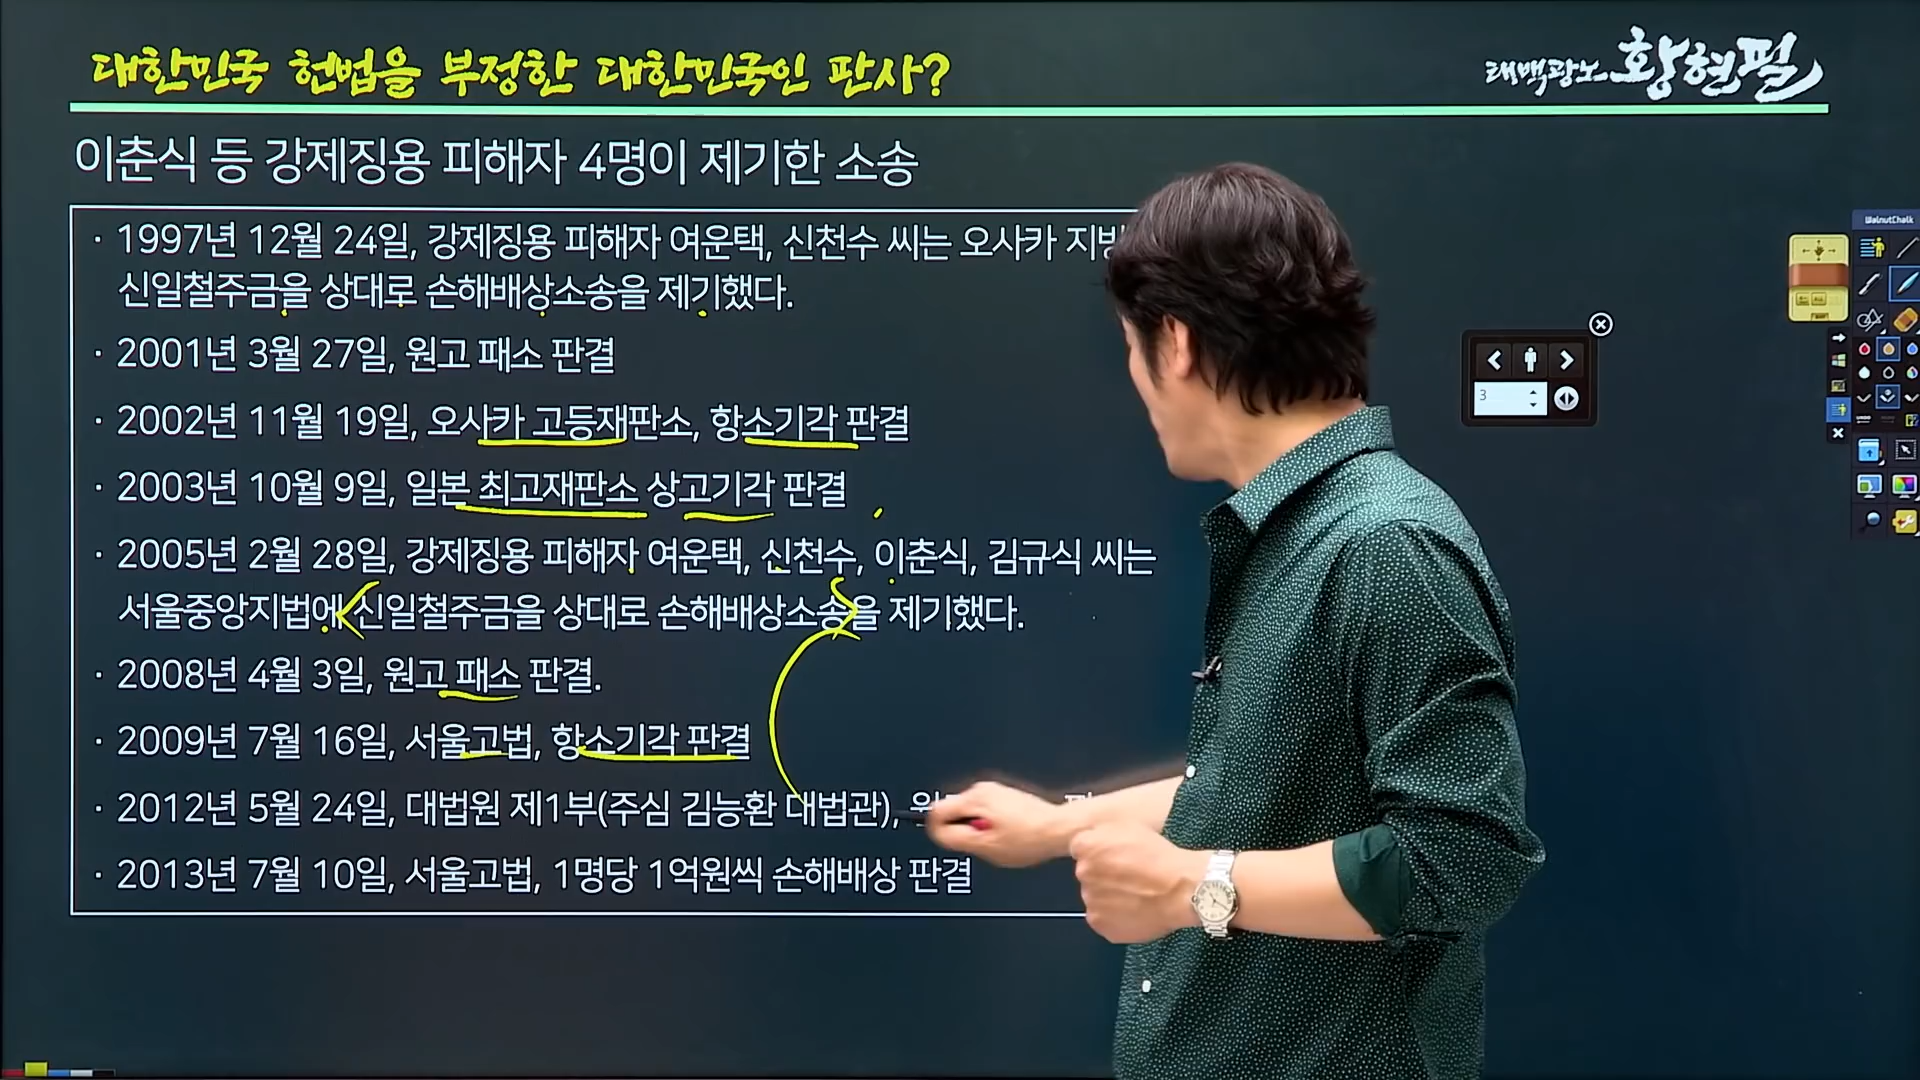 대한민국 헌법을 부정한 대한민국인 판사?
태백광노 황현필
이춘식 등 강제징용 피해자 4명이 제기한 소송
· 1997년 12월 24일, 강제징용 피해자 여운택, 신천수 씨는 오사카
신일철주금을 상대로 손해배상소송을 제기했다.
· 2001년 3월 27일, 원고 패소 판결
· 2002년 11월 19일, 오사카 고등재판소, 항소기각 판결
· 2003년 10월 9일, 일본 최고재판소 상고기각 판결
· 2005년 2월 28일, 강제징용 피해자 여운택, 신천수, 이춘식, 김규식 씨는
서울중앙지법에 신일철주금을 상대로 손해배상소송을 제기했다.
· 2008년 4월 3일, 원고 패소 판결.
· 2009년 7월 16일, 서울고법, 항소기각 판결
· 2012년 5월 24일, 대법원 제1부(주심 김능환 대법관),
· 2013년 7월 10일, 서울고법, 1명당 1억원씩 손해배상 판결
WalnutChalk
3